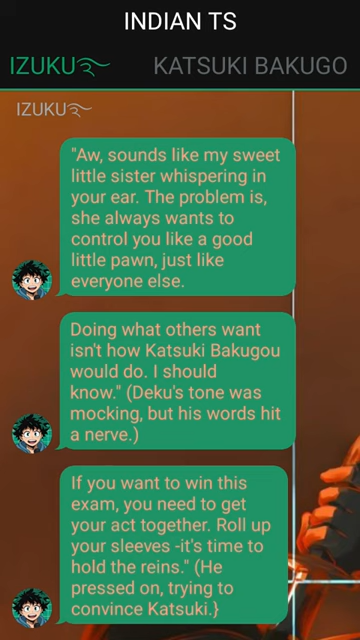 INDIAN TS
IZUKU
KATSUKI BAKUGO
IZUKU
"Aw, sounds like my sweet
little sister whispering in
your ear. The problem is,
she always wants to
control you like a good
little pawn, just like
everyone else.
Doing what others want
isn't how Katsuki Bakugou
would do. I should
know." (Deku's tone was
mocking, but his words hit
a nerve.)
If you want to win this
exam, you need to get
your act together. Roll up
your sleeves -it's time to
hold the reins." (He
pressed on, trying to
convince Katsuki.}